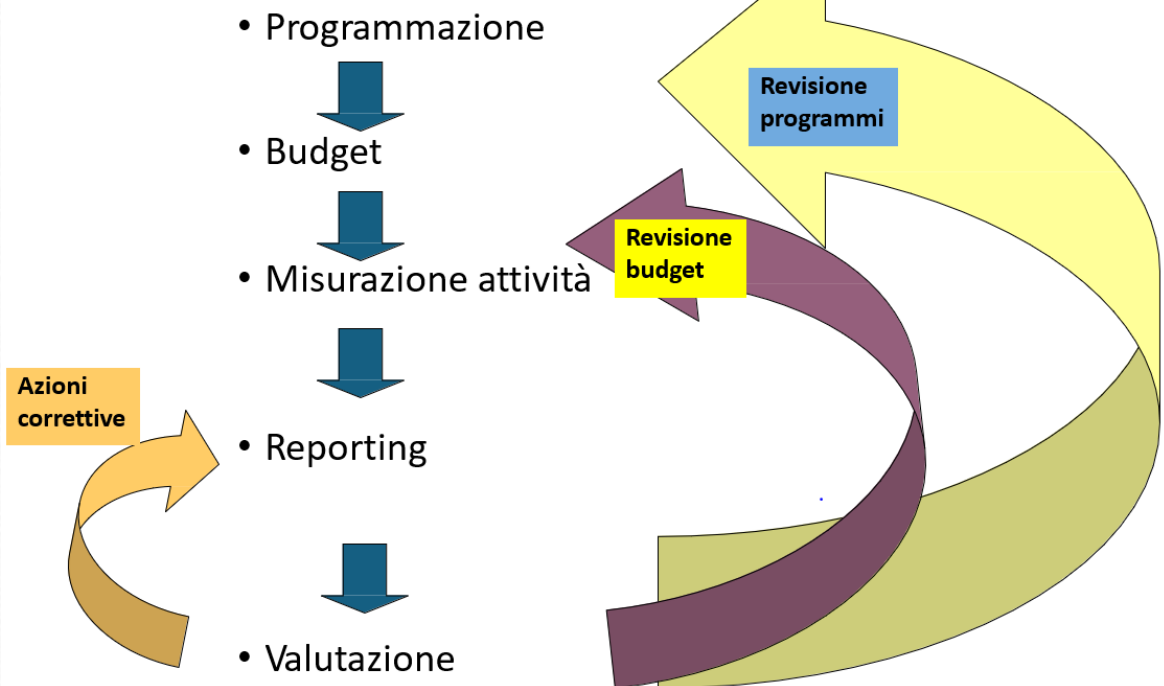 • Programmazione
Revisione
programmi
• Budget
Revisione
budget
• Misurazione attività
Azioni
correttive
• Reporting
• Valutazione